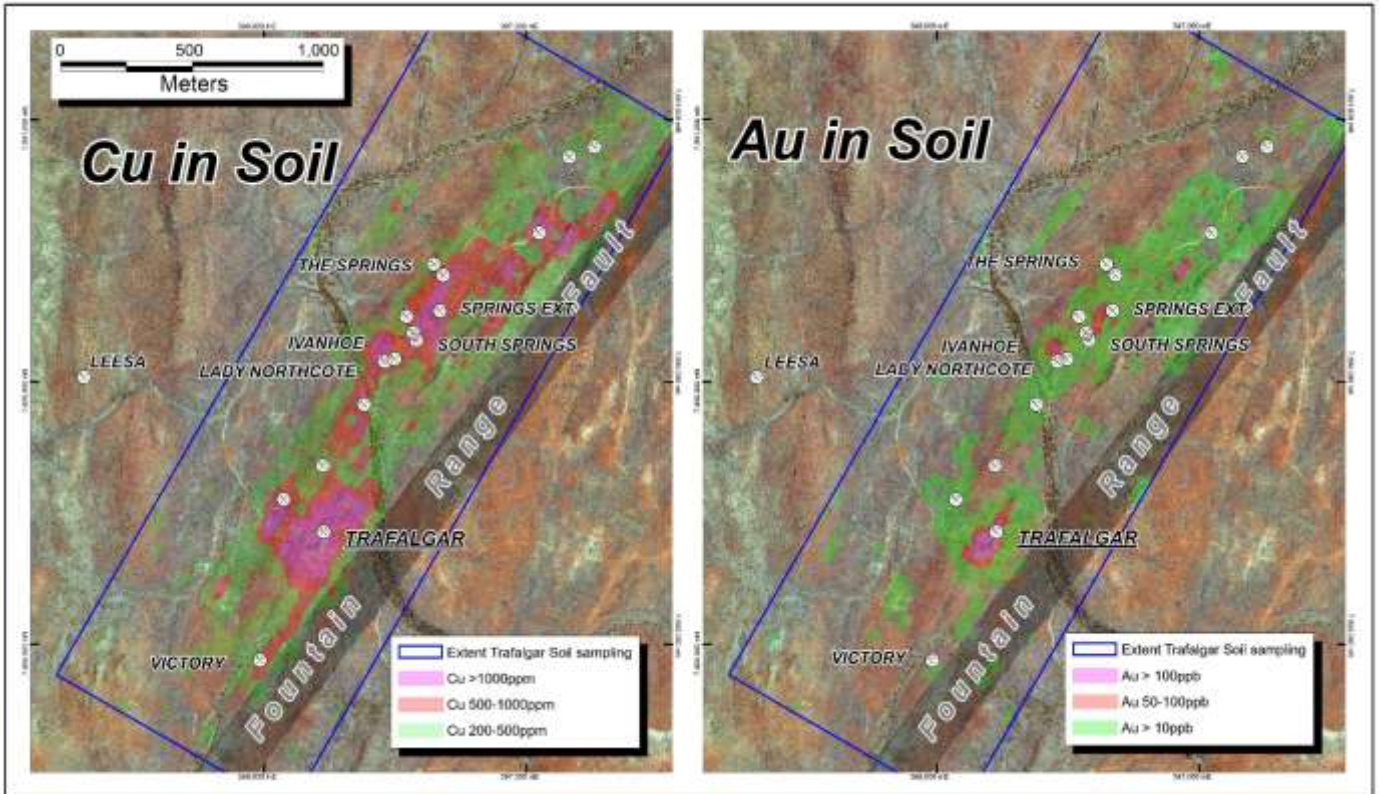 0 500 1,000
Meters
Cu in Soil
THE SPRINGS
SPRINGS EXT.
IVANHOE
SOUTH SPRINGS
LEESA
LADY NORTHCOTE
TRAFALGAR
VICTORY
Fountain Range Fault
Extent Trafalgar Soil sampling
Cu >1000ppm
Cu 500-1000ppm
Cu 200-500ppm
Au in Soil
THE SPRINGS
SPRINGS EXT.
IVANHOE
SOUTH SPRINGS
LEESA
LADY NORTHCOTE
TRAFALGAR
VICTORY
Fountain Range Fault
Extent Trafalgar Soil sampling
Au > 100ppb
Au 50-100ppb
Au > 10ppb